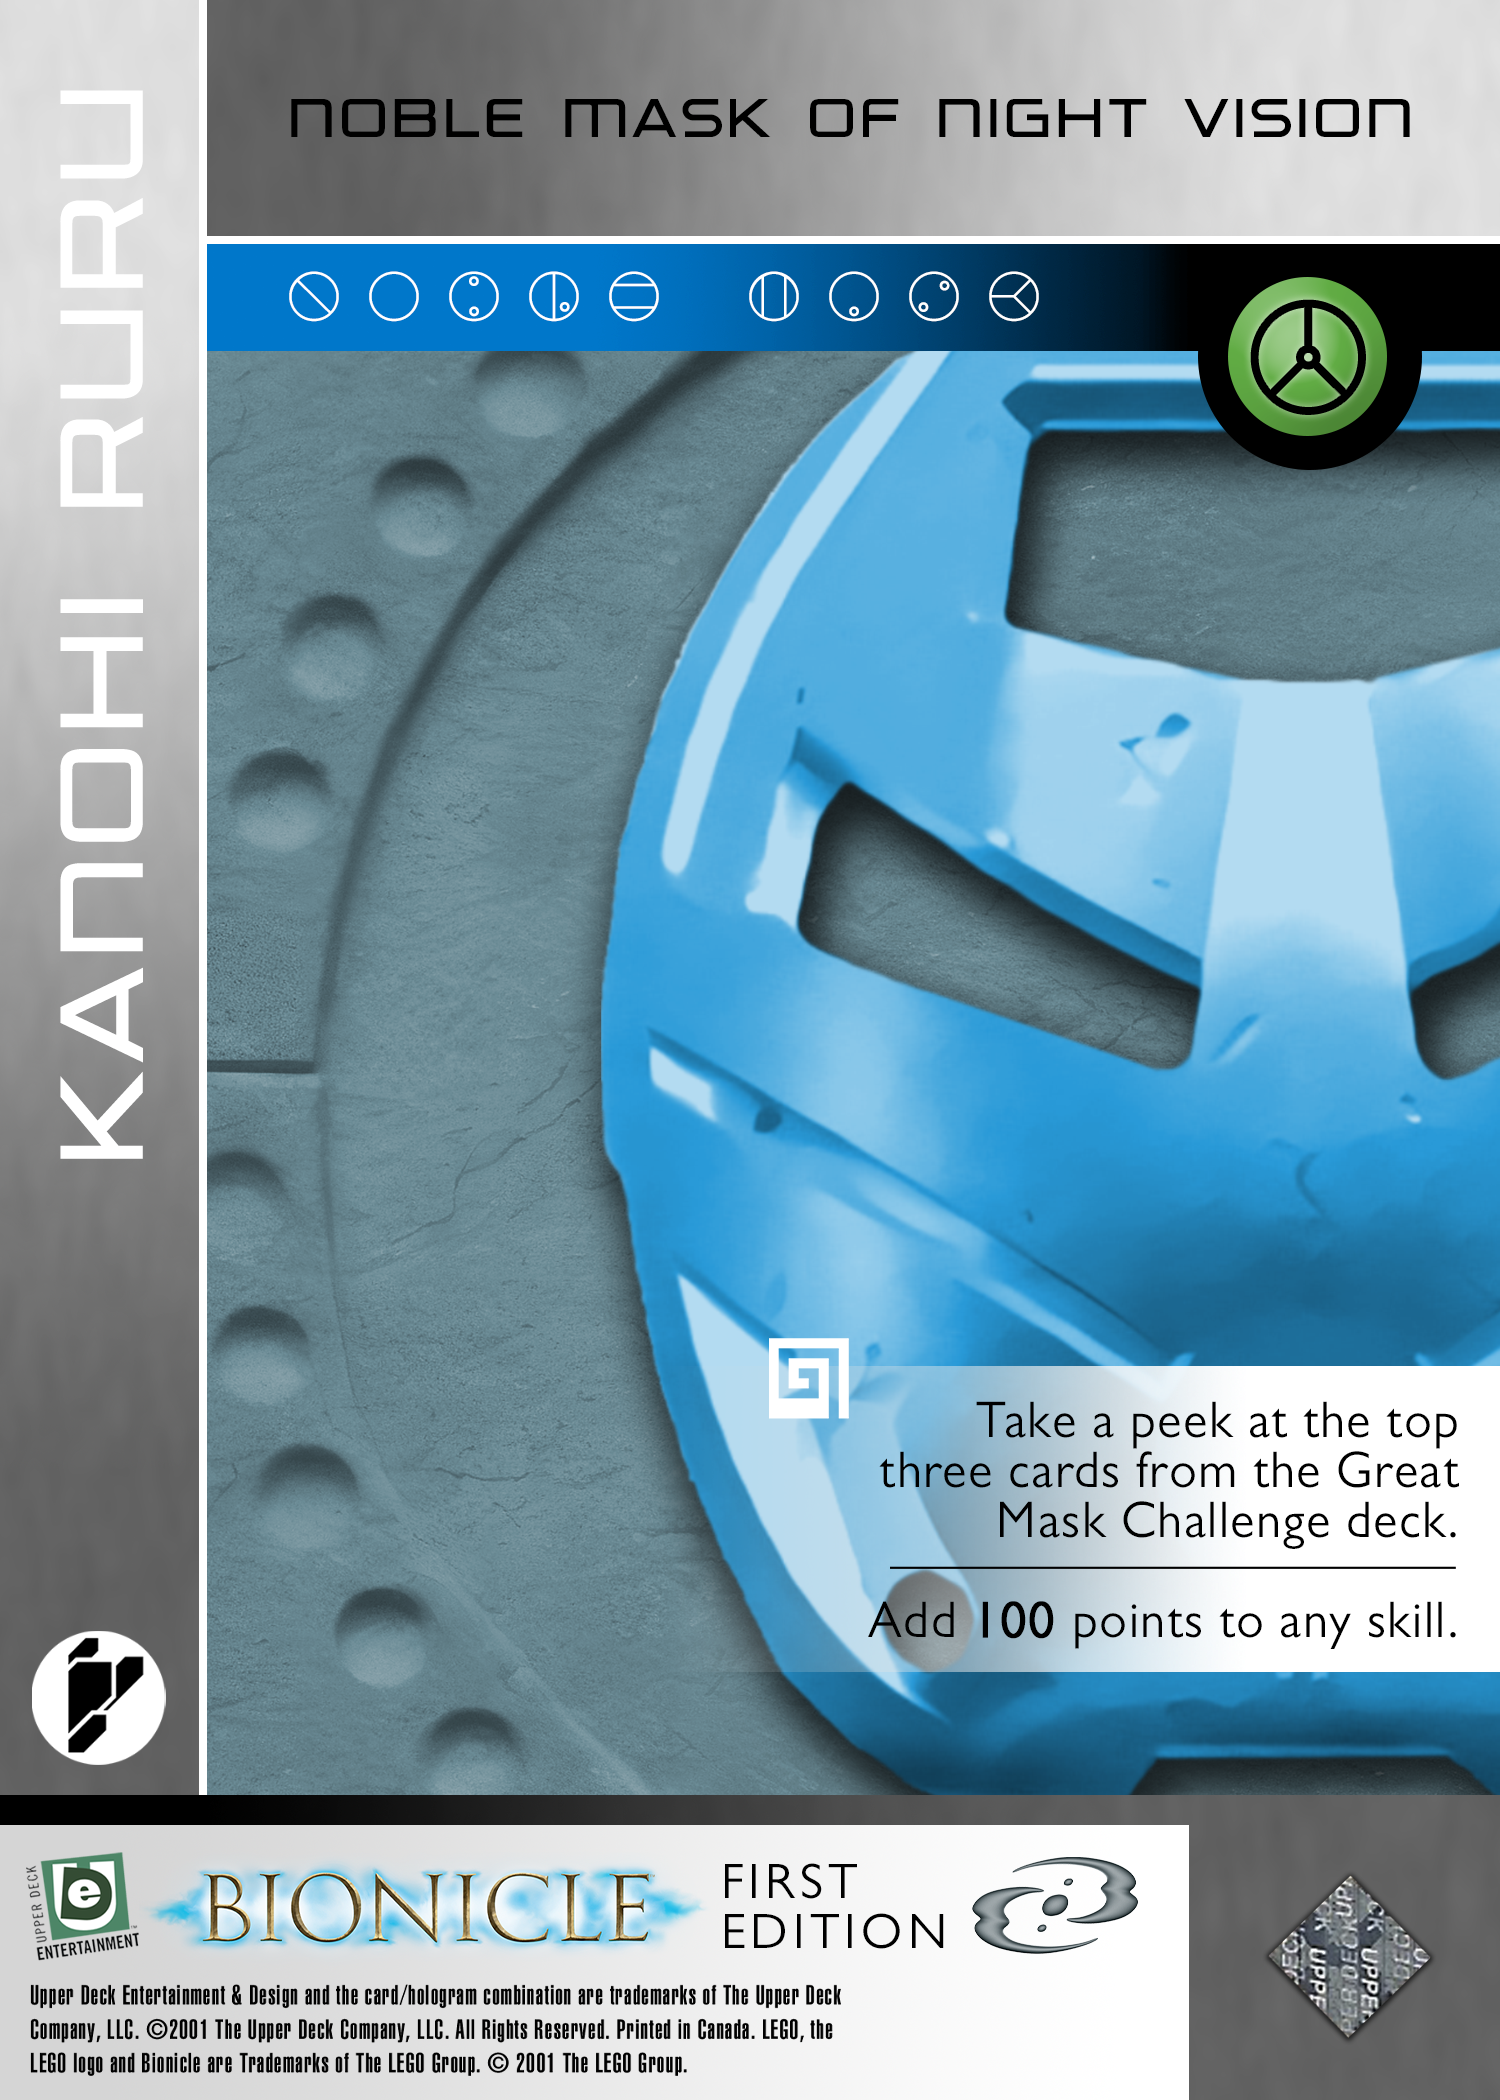 NOBLE MASK OF NIGHT VISION
KANOHI RURU
Take a peek at the top
three cards from the Great
Mask Challenge deck.
Add 100 points to any skill.
UPPER DECK
e
ENTERTAINMENT
BIONICLE
FIRST
EDITION
Upper Deck Entertainment & Design and the card/hologram combination are trademarks of The Upper Deck
Company, LLC. ©2001 The Upper Deck Company, LLC. All Rights Reserved. Printed in Canada. LEGO, the
LEGO logo and Bionicle are Trademarks of The LEGO Group. © 2001 The LEGO Group.